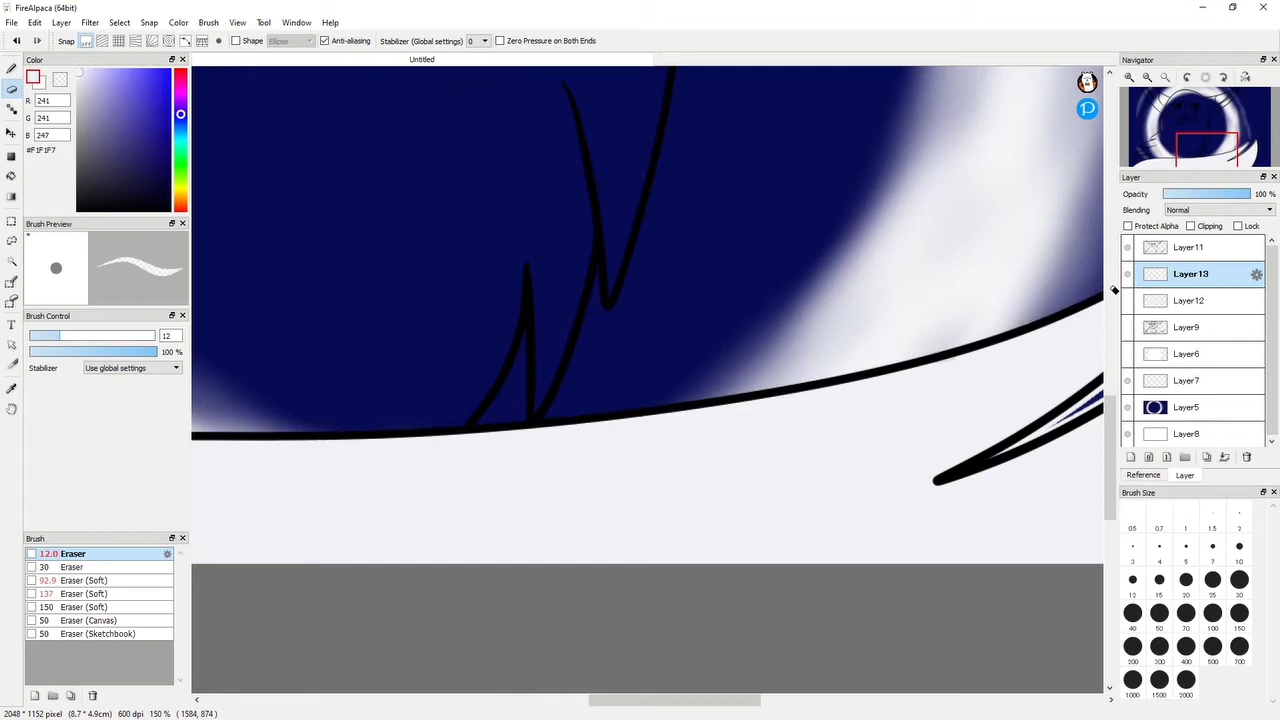 FireAlpaca (64bit)
File Edit Layer Filter Select Snap Color Brush View Tool Window Help
Snap OFF Shape Ellipse Anti-aliasing Stabilizer (Global settings) 0 Zero Pressure on Both Ends
Color
Untitled
Navigator
R 241
G 241
B 247
#F1F1F7
Layer
Opacity 100 %
Blending Normal
Protect Alpha Clipping Lock
Brush Preview
Layer11
Layer13
Layer12
Layer9
Layer6
Layer7
Layer5
Layer8
Brush Control
12
100 %
Stabilizer Use global settings
Reference Layer
Brush Size
0.5 0.7 1 1.5 2
3 4 5 7 10
12 15 20 25 30
40 50 70 100 150
200 300 400 500 700
1000 1500 2000
Brush
12.0 Eraser
30 Eraser
92.9 Eraser (Soft)
137 Eraser (Soft)
150 Eraser (Soft)
50 Eraser (Canvas)
50 Eraser (Sketchbook)
2048 * 1152 pixel (8.7 * 4.9cm) 600 dpi 150 % ( 1584, 874 )